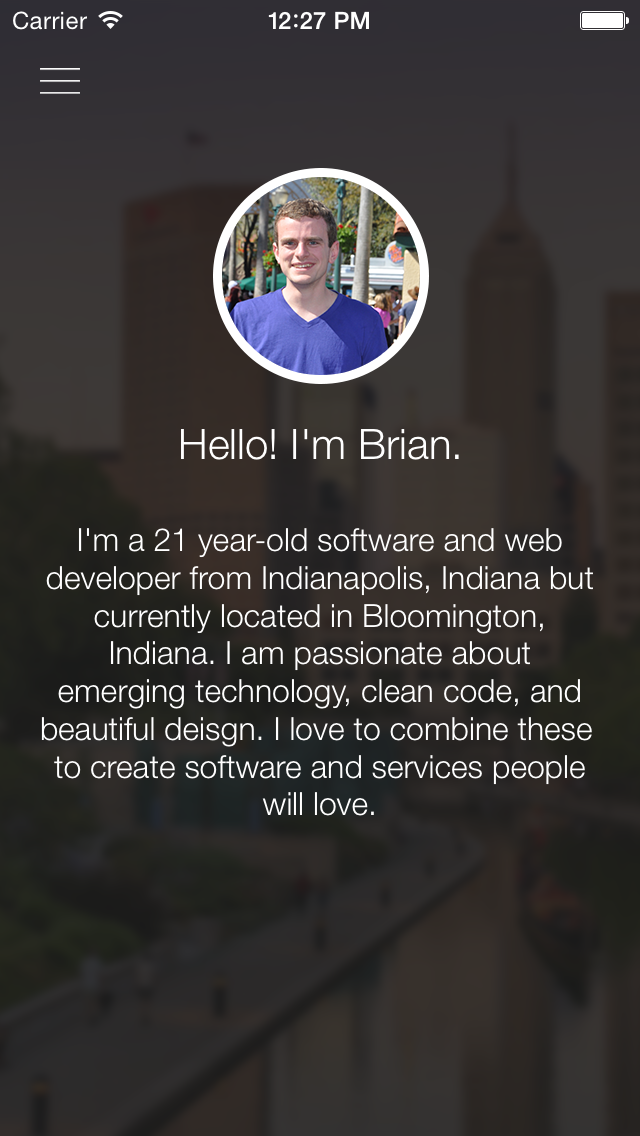 Carrier 12:27 PM
Hello! I'm Brian.
I'm a 21 year-old software and web
developer from Indianapolis, Indiana but
currently located in Bloomington,
Indiana. I am passionate about
emerging technology, clean code, and
beautiful deisgn. I love to combine these
to create software and services people
will love.